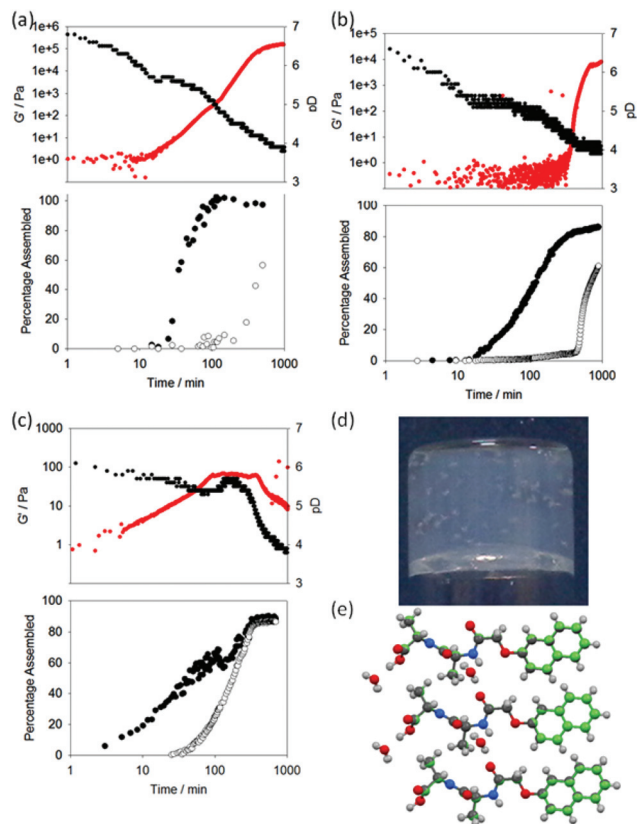 (a)
1e+6
1e+5
1e+4
1e+3
1e+2
1e+1
1e+0
G' / Pa
7
6
5
4
3
pD
100
80
60
40
20
0
Percentage Assembled
1 10 100 1000
Time / min
(b)
1e+5
1e+4
1e+3
1e+2
1e+1
1e+0
G' / Pa
7
6
5
4
3
pD
100
80
60
40
20
0
Percentage Assembled
1 10 100 1000
Time / min
(c)
1000
100
10
1
G' / Pa
7
6
5
4
3
pD
100
80
60
40
20
0
Percentage Assembled
1 10 100 1000
Time / min
(d)
(e)